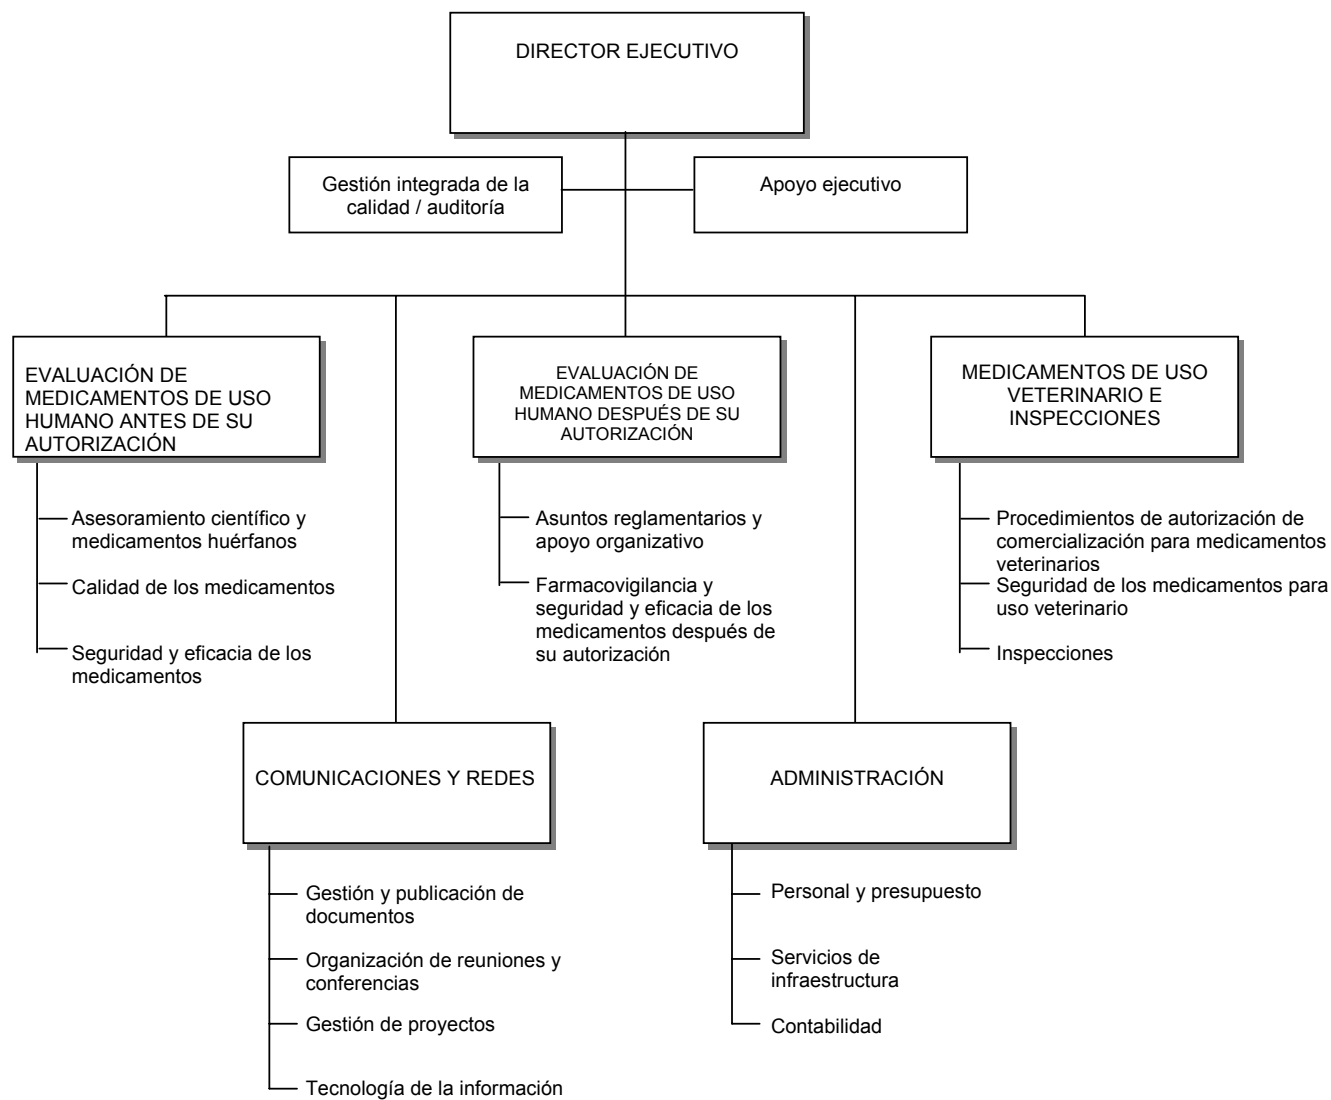 DIRECTOR EJECUTIVO
Gestión integrada de la
calidad / auditoría
Apoyo ejecutivo
EVALUACIÓN DE
MEDICAMENTOS DE USO
HUMANO ANTES DE SU
AUTORIZACIÓN
Asesoramiento científico y
medicamentos huérfanos
Calidad de los medicamentos
Seguridad y eficacia de los
medicamentos
EVALUACIÓN DE
MEDICAMENTOS DE USO
HUMANO DESPUÉS DE SU
AUTORIZACIÓN
Asuntos reglamentarios y
apoyo organizativo
Farmacovigilancia y
seguridad y eficacia de los
medicamentos después de
su autorización
MEDICAMENTOS DE USO
VETERINARIO E
INSPECCIONES
Procedimientos de autorización de
comercialización para medicamentos
veterinarios
Seguridad de los medicamentos para
uso veterinario
Inspecciones
COMUNICACIONES Y REDES
Gestión y publicación de
documentos
Organización de reuniones y
conferencias
Gestión de proyectos
Tecnología de la información
ADMINISTRACIÓN
Personal y presupuesto
Servicios de
infraestructura
Contabilidad